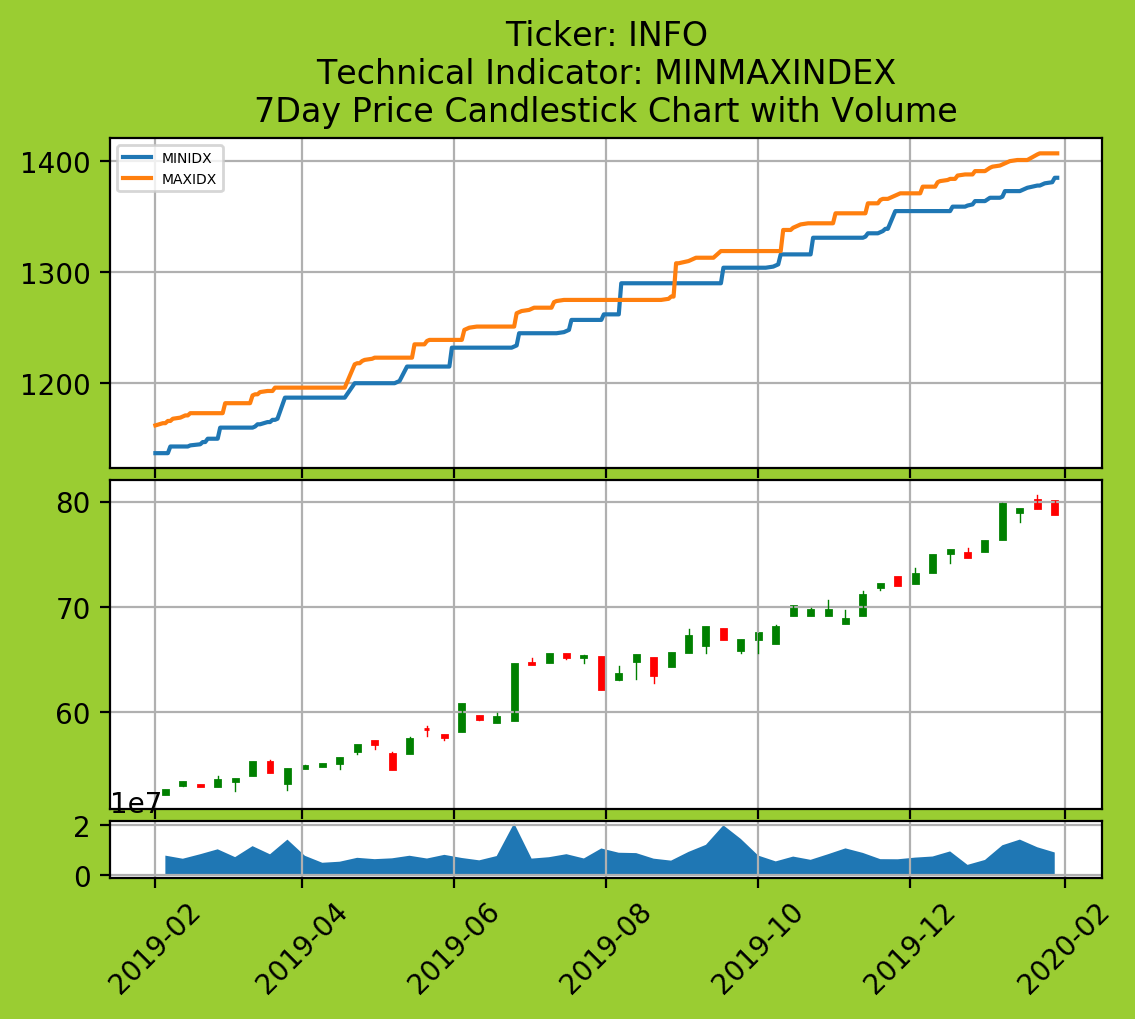 Ticker: INFO
Technical Indicator: MINMAXINDEX
7Day Price Candlestick Chart with Volume
MINIDX
MAXIDX
1400
1300
1200
80
70
60
1e7
2
0
2019-02
2019-04
2019-06
2019-08
2019-10
2019-12
2020-02